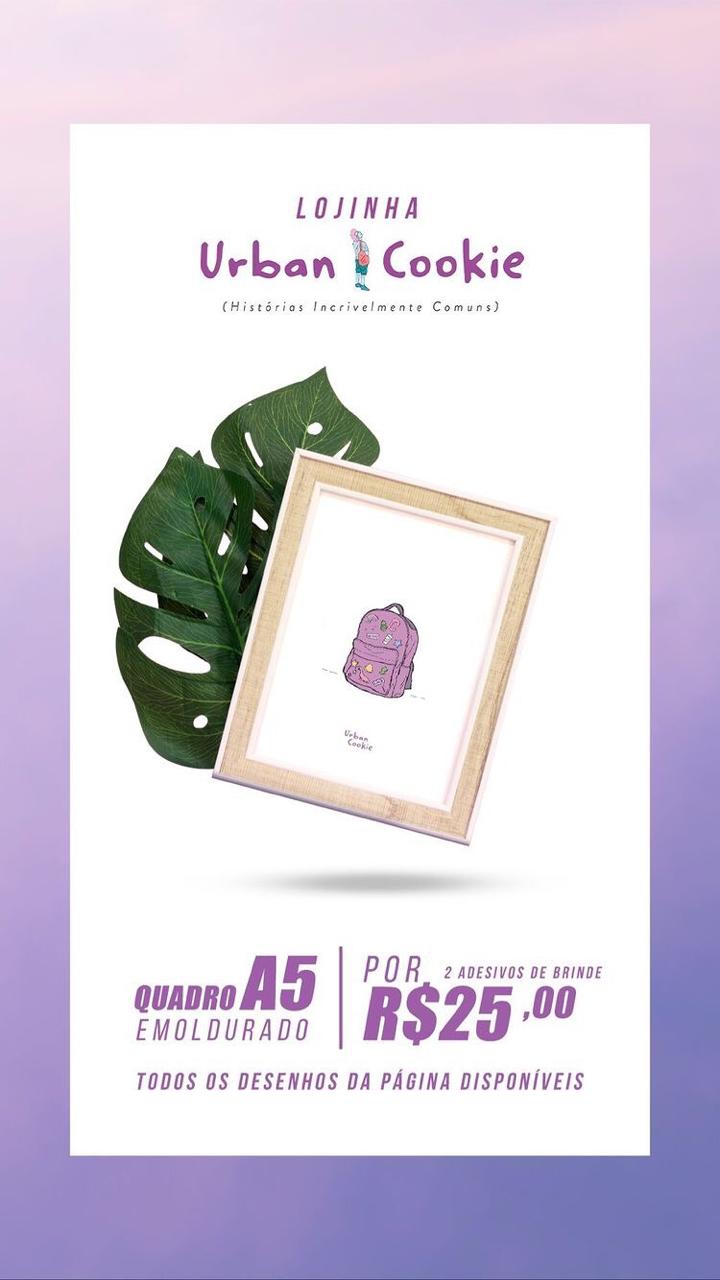 LOJINHA
Urban Cookie
(Histórias Incrivelmente Comuns)
Urban
Cookie
QUADRO A5
EMOLDURADO
POR 2 ADESIVOS DE BRINDE
R$25,00
TODOS OS DESENHOS DA PÁGINA DISPONÍVEIS